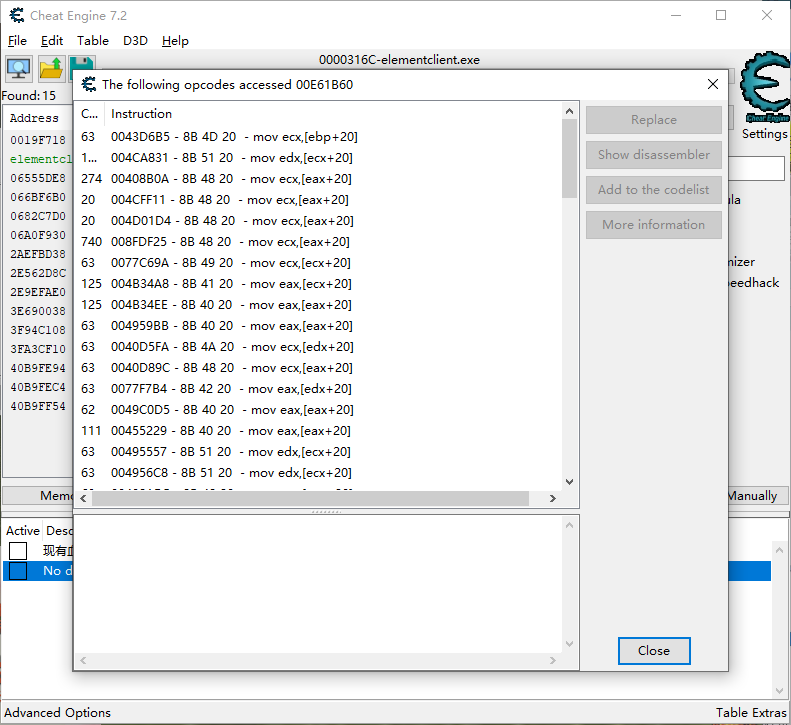 Cheat Engine 7.2
File Edit Table D3D Help
0000316C-elementclient.exe
Found: 15
The following opcodes accessed 00E61B60
Cheat Engine
Settings
Address
0019F718
elementcl
06555DE8
066BF6B0
0682C7D0
06A0F930
2AEFBD38
2E562D8C
2E9EFAE0
3E690038
3F94C108
3FA3CF10
40B9FE94
40B9FEC4
40B9FF54
C... Instruction
63 0043D6B5 - 8B 4D 20 - mov ecx,[ebp+20]
1... 004CA831 - 8B 51 20 - mov edx,[ecx+20]
274 00408B0A - 8B 48 20 - mov ecx,[eax+20]
20 004CFF11 - 8B 48 20 - mov ecx,[eax+20]
20 004D01D4 - 8B 48 20 - mov ecx,[eax+20]
740 008FDF25 - 8B 48 20 - mov ecx,[eax+20]
63 0077C69A - 8B 49 20 - mov ecx,[ecx+20]
125 004B34A8 - 8B 41 20 - mov eax,[ecx+20]
125 004B34EE - 8B 40 20 - mov eax,[eax+20]
63 004959BB - 8B 40 20 - mov eax,[eax+20]
63 0040D5FA - 8B 4A 20 - mov ecx,[edx+20]
63 0040D89C - 8B 48 20 - mov ecx,[eax+20]
63 0077F7B4 - 8B 42 20 - mov eax,[edx+20]
62 0049C0D5 - 8B 40 20 - mov eax,[eax+20]
111 00455229 - 8B 40 20 - mov eax,[eax+20]
63 00495557 - 8B 51 20 - mov edx,[ecx+20]
63 004956C8 - 8B 51 20 - mov edx,[ecx+20]
Replace
Show disassembler
Add to the codelist
More information
ula
nizer
peedhack
Close
Memo
Manually
Active Desc
现有
No d
Advanced Options
Table Extras